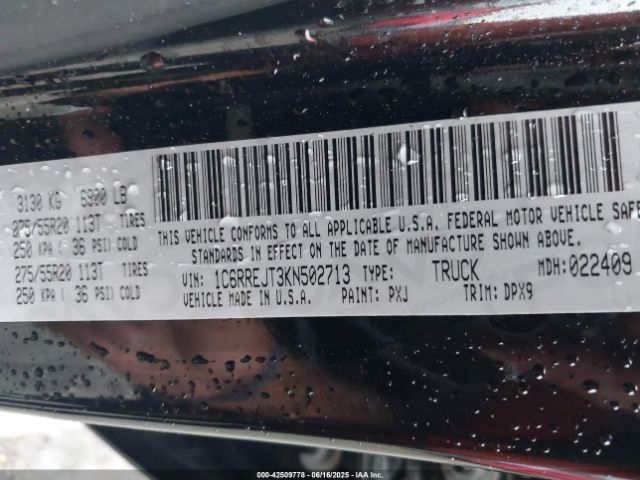 3130 KG 6900 LB
275/55R20 113T TIRES
250 KPA ( 36 PSI) COLD
275/55R20 113T TIRES
250 KPA ( 36 PSI) COLD
THIS VEHICLE CONFORMS TO ALL APPLICABLE U.S.A. FEDERAL MOTOR VEHICLE SAFE
STANDARDS IN EFFECT ON THE DATE OF MANUFACTURE SHOWN ABOVE.
VIN: 1C6RREJT3KN502713 TYPE: TRUCK MDH: 022409
VEHICLE MADE IN U.S.A. PAINT: PXJ TRIM: DPX9
000-42509778 - 06/16/2025 - IAAI.COM